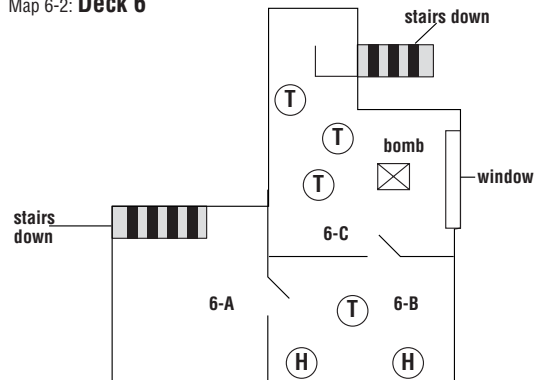 Map 6-2: Deck 6
stairs down
T
T
bomb
T
window
stairs
down
6-C
6-A
T
6-B
H
H